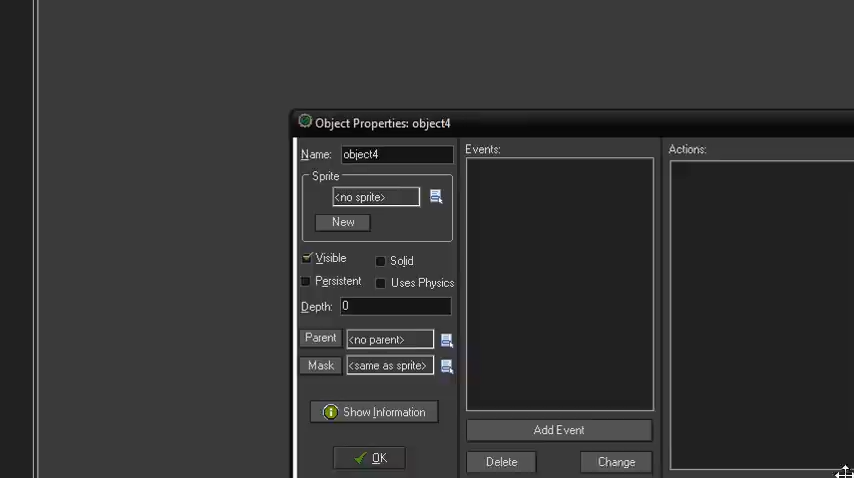 Object Properties: object4
Name: object4
Sprite
<no sprite>
New
Visible
Solid
Persistent
Uses Physics
Depth: 0
Parent <no parent>
Mask <same as sprite>
Show Information
OK
Events:
Add Event
Delete Change
Actions: